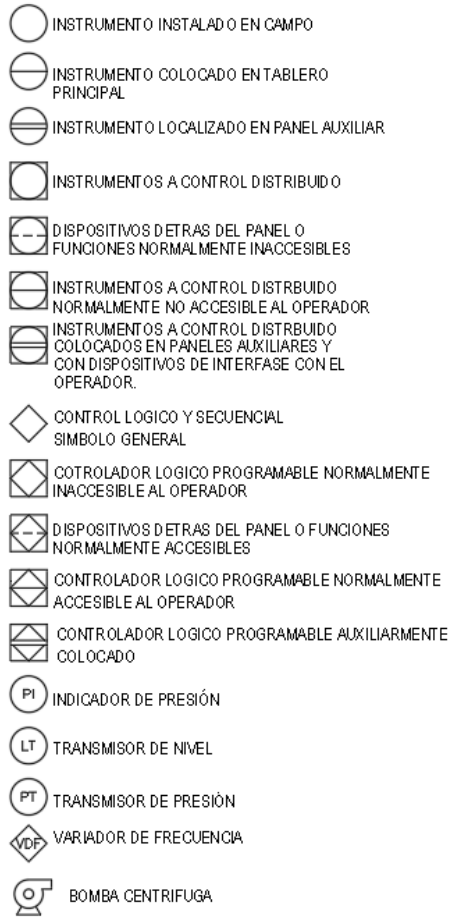 INSTRUMENTO INSTALADO EN CAMPO
INSTRUMENTO COLOCADO EN TABLERO
PRINCIPAL
INSTRUMENTO LOCALIZADO EN PANEL AUXILIAR
INSTRUMENTOS A CONTROL DISTRIBUIDO
DISPOSITIVOS DETRAS DEL PANEL O
FUNCIONES NORMALMENTE INACCESIBLES
INSTRUMENTOS A CONTROL DISTRBUIDO
NORMALMENTE NO ACCESIBLE AL OPERADOR
INSTRUMENTOS A CONTROL DISTRBUIDO
COLOCADOS EN PANELES AUXILIARES Y
CON DISPOSITIVOS DE INTERFASE CON EL
OPERADOR.
CONTROL LOGICO Y SECUENCIAL
SIMBOLO GENERAL
COTROLADOR LOGICO PROGRAMABLE NORMALMENTE
INACCESIBLE AL OPERADOR
DISPOSITIVOS DETRAS DEL PANEL O FUNCIONES
NORMALMENTE ACCESIBLES
CONTROLADOR LOGICO PROGRAMABLE NORMALMENTE
ACCESIBLE AL OPERADOR
CONTROLADOR LOGICO PROGRAMABLE AUXILIARMENTE
COLOCADO
PI INDICADOR DE PRESIÓN
LT TRANSMISOR DE NIVEL
PT TRANSMISOR DE PRESIÓN
VDF VARIADOR DE FRECUENCIA
BOMBA CENTRIFUGA